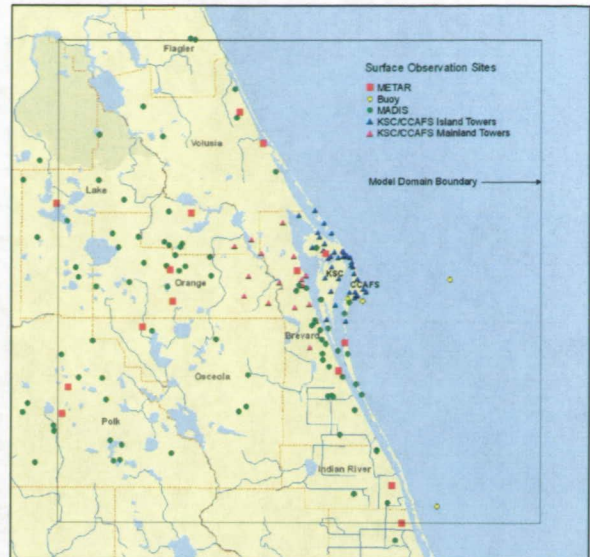 Flagler
Surface Observation Sites
METAR
Buoy
MADIS
KSC/CCAFS Island Towers
KSC/CCAFS Mainland Towers
Volusia
Model Domain Boundary
Lake
KSC
CCAFS
Orange
Brevard
Osceola
Polk
Indian River